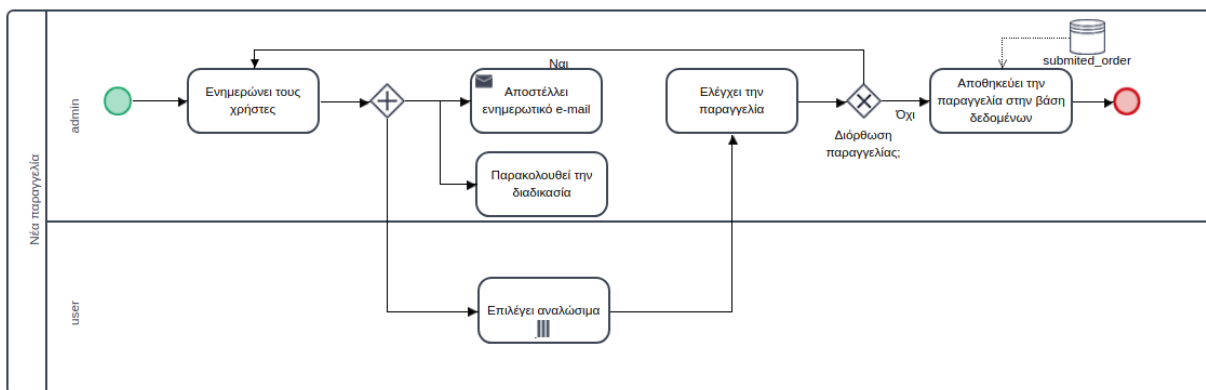 Νέα παραγγελία
admin
Ενημερώνει τους
χρήστες
Ναι
Αποστέλλει
ενημερωτικό e-mail
Παρακολουθεί την
διαδικασία
Ελέγχει την
παραγγελία
Διόρθωση
παραγγελίας;
Όχι
submited_order
Αποθηκεύει την
παραγγελία στην βάση
δεδομένων
user
Επιλέγει αναλώσιμα